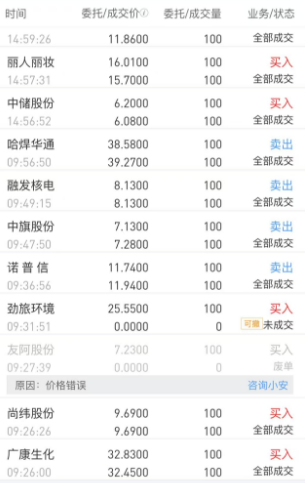 时间 委托/成交价 委托/成交量 业务/状态
14:59:26 11.8600 100 全部成交
丽人丽妆 16.0100 100 买入
14:57:31 15.7000 100 全部成交
中储股份 6.2000 100 买入
14:56:52 6.0800 100 全部成交
哈焊华通 38.5800 100 卖出
09:56:50 39.2700 100 全部成交
融发核电 8.1300 100 卖出
09:49:15 8.1300 100 全部成交
中旗股份 7.1300 100 卖出
09:47:50 7.2800 100 全部成交
诺 普 信 11.7400 100 卖出
09:36:56 11.9400 100 全部成交
劲旅环境 25.5500 100 买入
09:31:51 0.0000 0 可撤 未成交
友阿股份 7.2300 100 买入
09:27:39 0.0000 0 废单
原因：价格错误 咨询小安
尚纬股份 9.6900 100 买入
09:26:26 9.6900 100 全部成交
广康生化 32.8300 100 买入
09:26:00 32.4500 100 全部成交